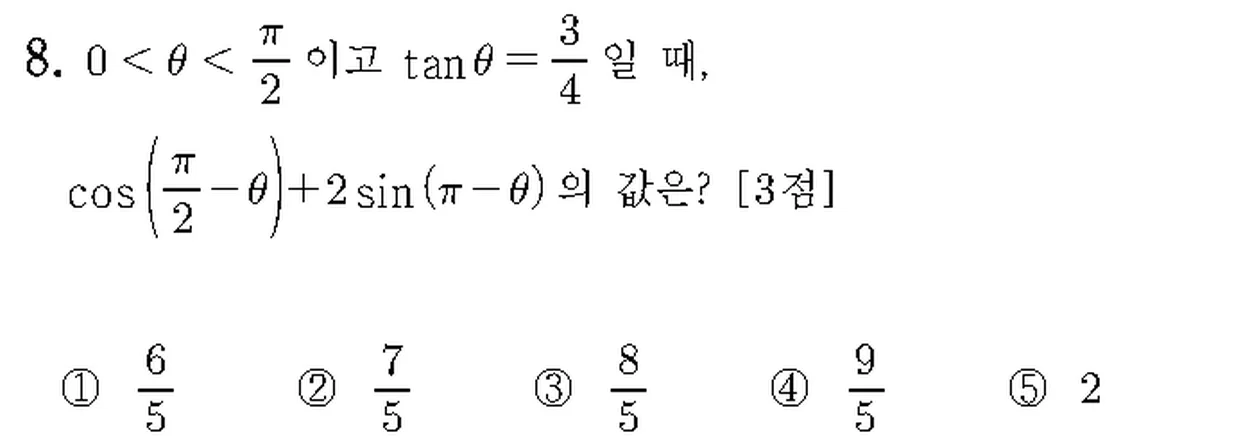 8. 0 < θ < π/2 이고 tanθ = 3/4 일 때,
cos(π/2 − θ) + 2 sin(π − θ) 의 값은? [3점]
① 6/5 ② 7/5 ③ 8/5 ④ 9/5 ⑤ 2